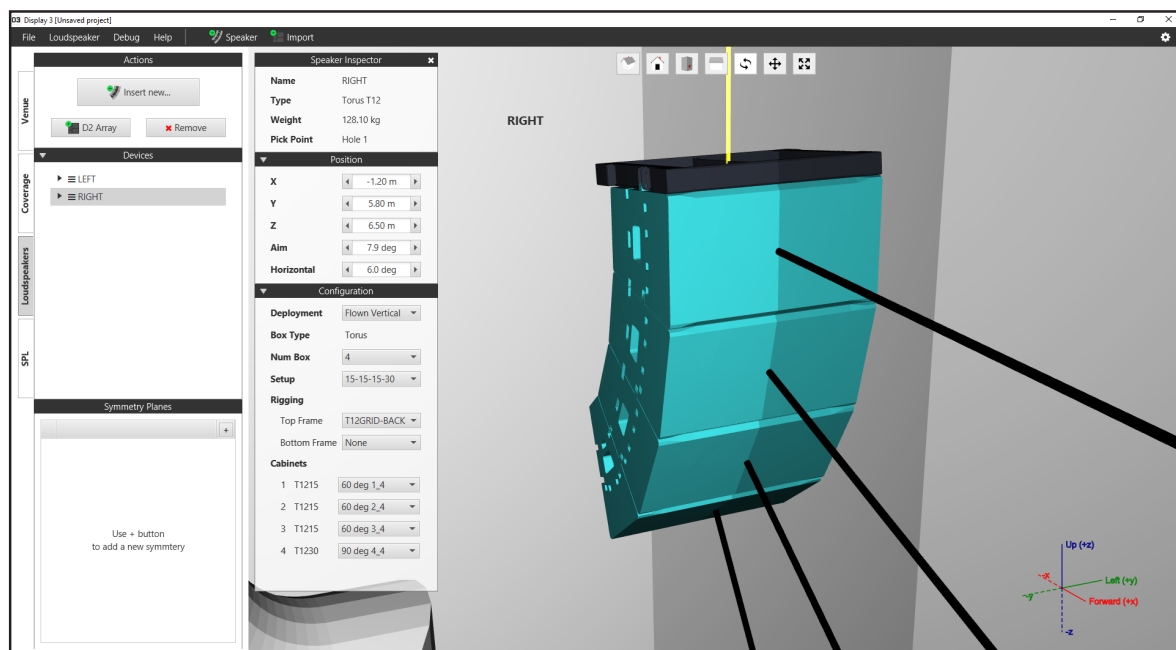 D3 Display 3 [Unsaved project]
File Loudspeaker Debug Help Speaker Import
Actions
Insert new...
D2 Array Remove
Devices
LEFT
RIGHT
Symmetry Planes
+
Use + button
to add a new symmtery
Venue
Coverage
Loudspeakers
SPL
Speaker Inspector
Name RIGHT
Type Torus T12
Weight 128.10 kg
Pick Point Hole 1
Position
X -1.20 m
Y 5.80 m
Z 6.50 m
Aim 7.9 deg
Horizontal 6.0 deg
Configuration
Deployment Flown Vertical
Box Type Torus
Num Box 4
Setup 15-15-15-30
Rigging
Top Frame T12GRID-BACK
Bottom Frame None
Cabinets
1 T1215 60 deg 1_4
2 T1215 60 deg 2_4
3 T1215 60 deg 3_4
4 T1230 90 deg 4_4
RIGHT
Up (+z)
-x
Left (+y)
-y
Forward (+x)
-z